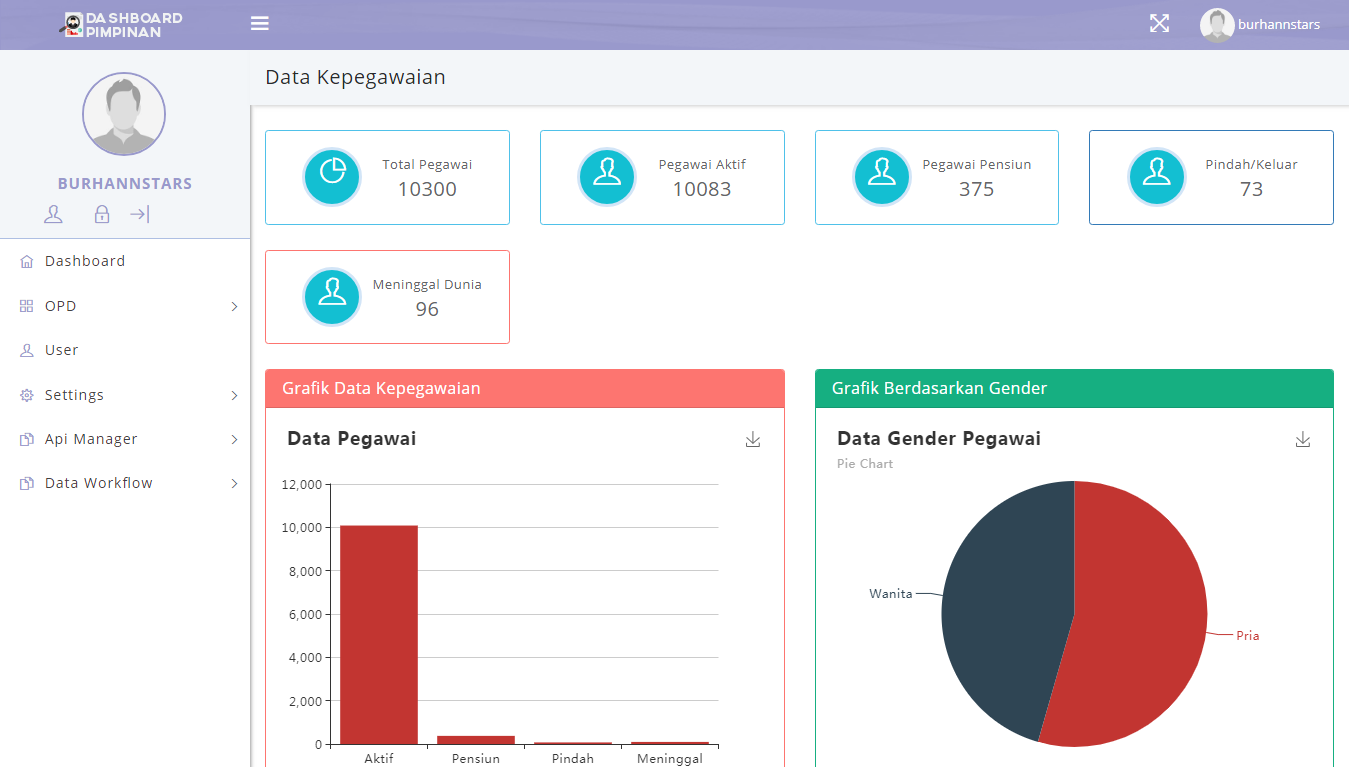 DASHBOARD
PIMPINAN
burhannstars
BURHANNSTARS
Dashboard
OPD
User
Settings
Api Manager
Data Workflow
Data Kepegawaian
Total Pegawai
10300
Pegawai Aktif
10083
Pegawai Pensiun
375
Pindah/Keluar
73
Meninggal Dunia
96
Grafik Data Kepegawaian
Data Pegawai
12,000
10,000
8,000
6,000
4,000
2,000
0
Aktif Pensiun Pindah Meninggal
Grafik Berdasarkan Gender
Data Gender Pegawai
Pie Chart
Wanita
Pria